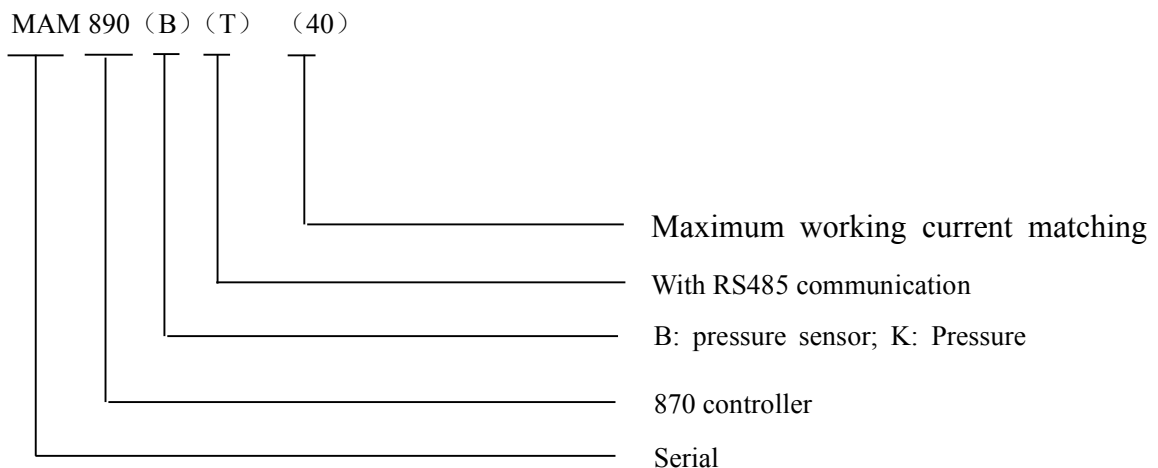 MAM 890（B）（T） （40）
Maximum working current matching
With RS485 communication
B: pressure sensor; K: Pressure
870 controller
Serial